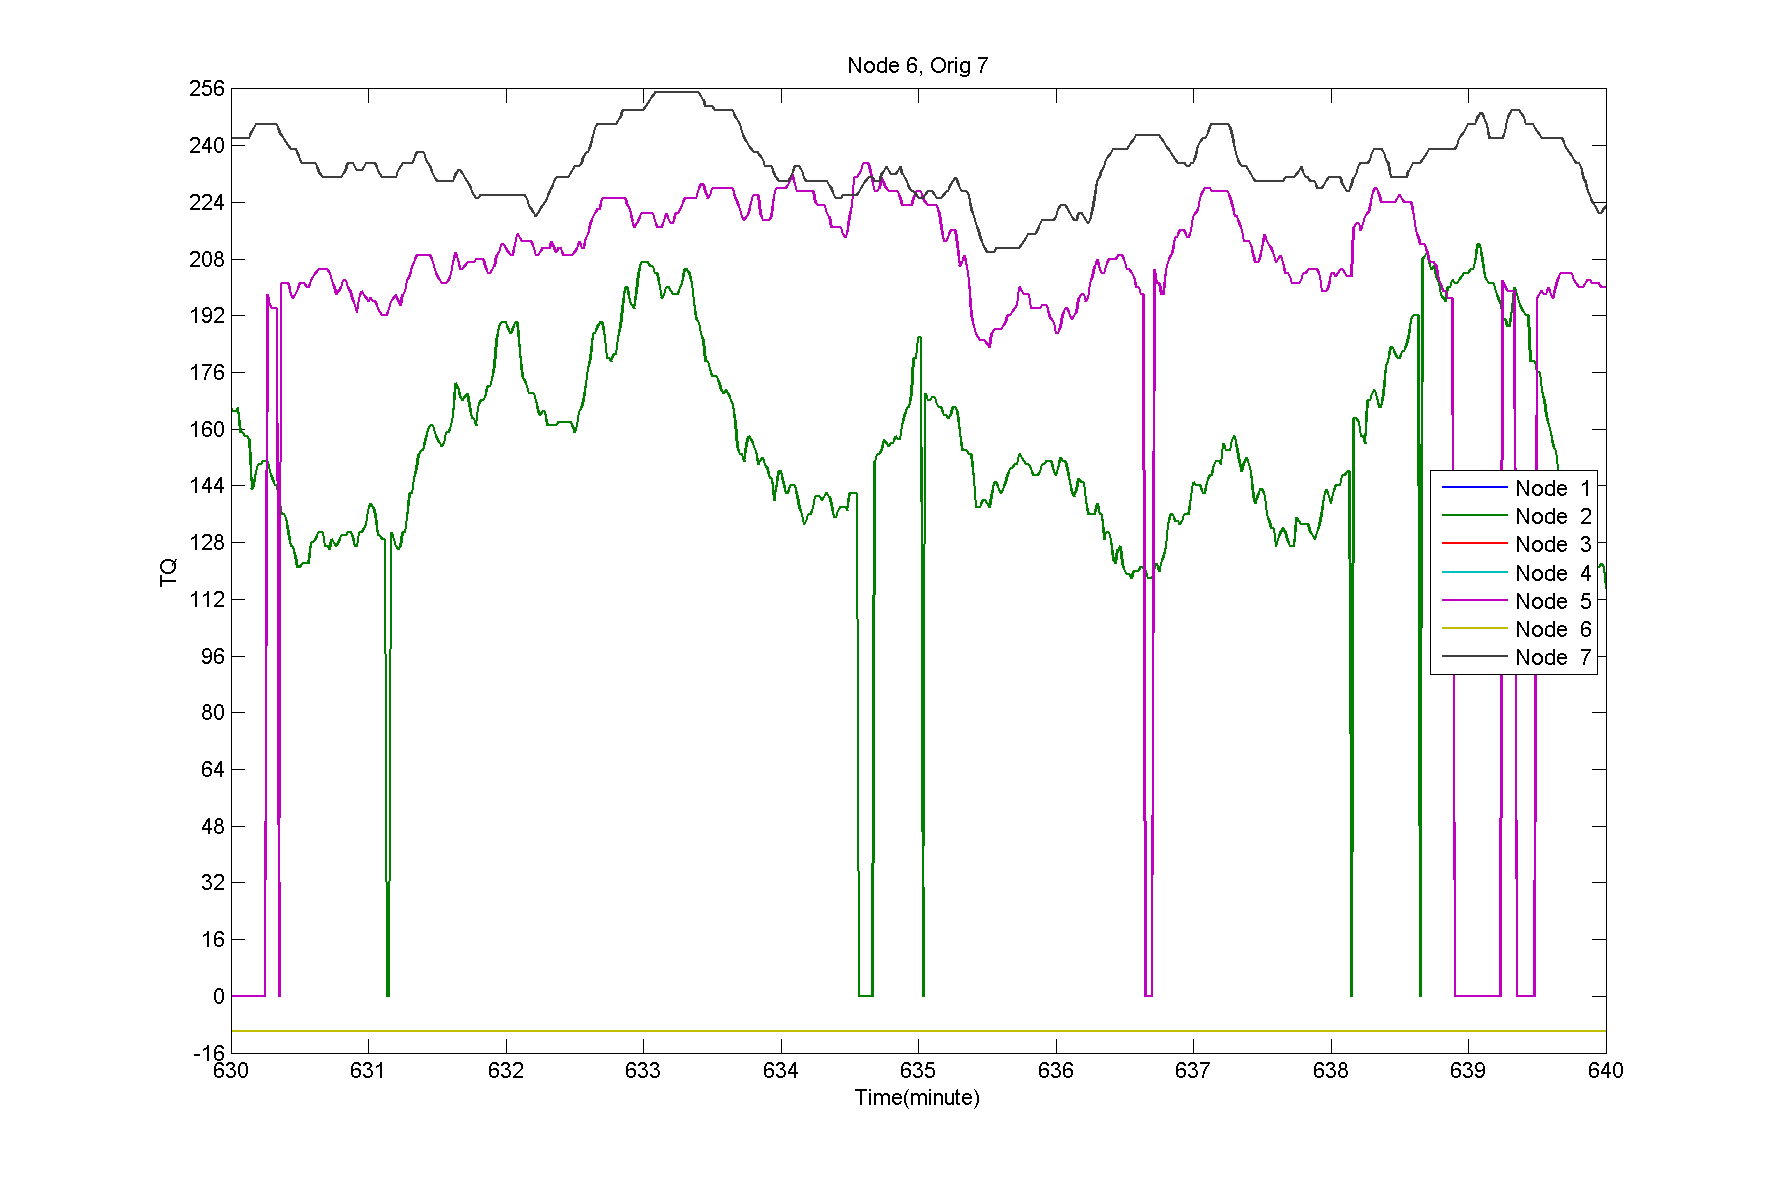 Node 6, Orig 7
256
240
224
208
192
176
160
144
128
112
96
80
64
48
32
16
0
-16
TQ
630 631 632 633 634 635 636 637 638 639 640
Time(minute)
Node 1
Node 2
Node 3
Node 4
Node 5
Node 6
Node 7